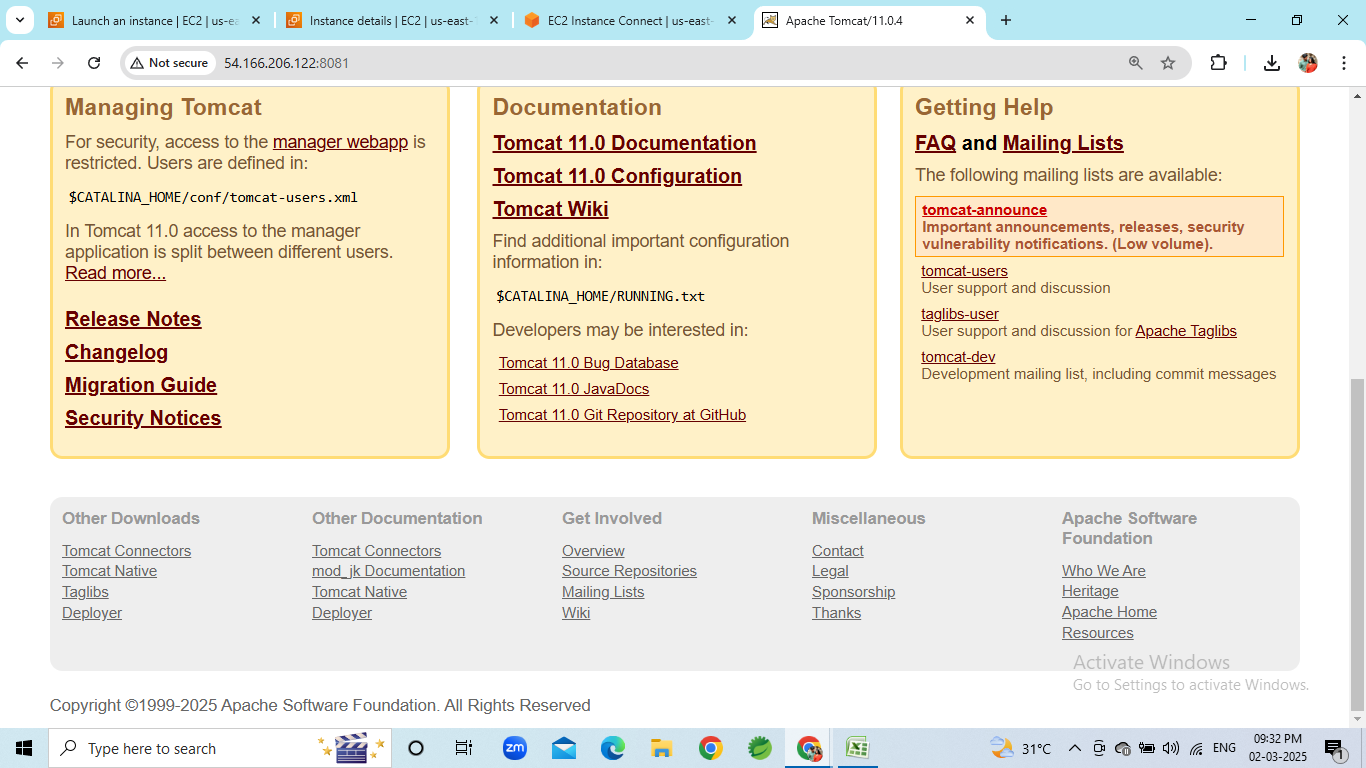 Launch an instance | EC2 | us-ea
Instance details | EC2 | us-east-
EC2 Instance Connect | us-east-
Apache Tomcat/11.0.4
Not secure
54.166.206.122:8081
Managing Tomcat
For security, access to the manager webapp is
restricted. Users are defined in:
$CATALINA_HOME/conf/tomcat-users.xml
In Tomcat 11.0 access to the manager
application is split between different users.
Read more...
Release Notes
Changelog
Migration Guide
Security Notices
Documentation
Tomcat 11.0 Documentation
Tomcat 11.0 Configuration
Tomcat Wiki
Find additional important configuration
information in:
$CATALINA_HOME/RUNNING.txt
Developers may be interested in:
Tomcat 11.0 Bug Database
Tomcat 11.0 JavaDocs
Tomcat 11.0 Git Repository at GitHub
Getting Help
FAQ and Mailing Lists
The following mailing lists are available:
tomcat-announce
Important announcements, releases, security
vulnerability notifications. (Low volume).
tomcat-users
User support and discussion
taglibs-user
User support and discussion for Apache Taglibs
tomcat-dev
Development mailing list, including commit messages
Other Downloads
Tomcat Connectors
Tomcat Native
Taglibs
Deployer
Other Documentation
Tomcat Connectors
mod_jk Documentation
Tomcat Native
Deployer
Get Involved
Overview
Source Repositories
Mailing Lists
Wiki
Miscellaneous
Contact
Legal
Sponsorship
Thanks
Apache Software
Foundation
Who We Are
Heritage
Apache Home
Resources
Activate Windows
Go to Settings to activate Windows.
Copyright ©1999-2025 Apache Software Foundation. All Rights Reserved
Type here to search
zm
31°C
ENG
09:32 PM
02-03-2025
1